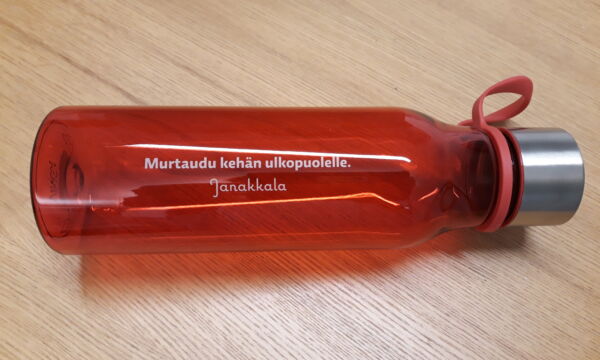 Murtaudu kehän ulkopuolelle.
Janakkala